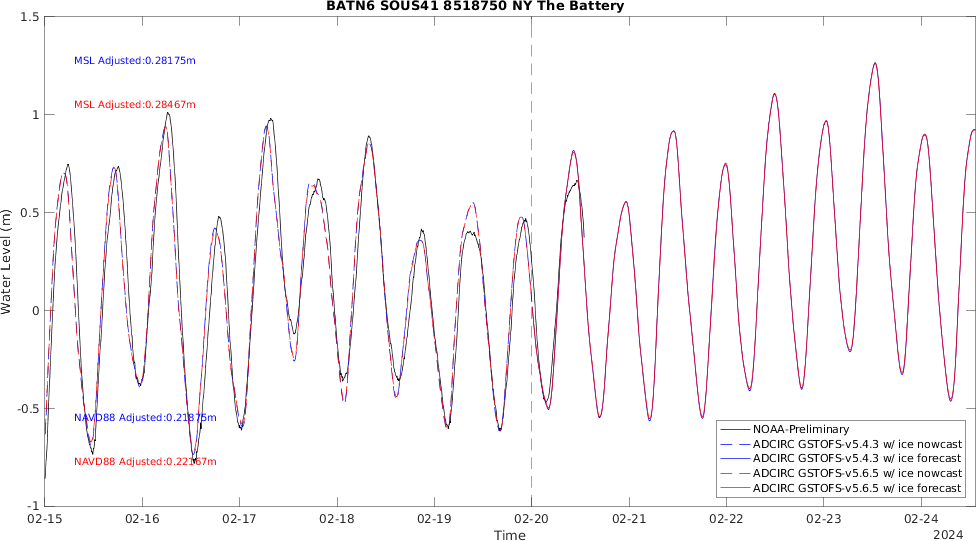 BATN6 SOUS41 8518750 NY The Battery
1.5
1
0.5
0
-0.5
-1
Water Level (m)
MSL Adjusted:0.28175m
MSL Adjusted:0.28467m
NAVD88 Adjusted:0.21875m
NAVD88 Adjusted:0.22167m
NOAA-Preliminary
ADCIRC GSTOFS-v5.4.3 w/ ice nowcast
ADCIRC GSTOFS-v5.4.3 w/ ice forecast
ADCIRC GSTOFS-v5.6.5 w/ ice nowcast
ADCIRC GSTOFS-v5.6.5 w/ ice forecast
02-15 02-16 02-17 02-18 02-19 02-20 02-21 02-22 02-23 02-24
Time
2024